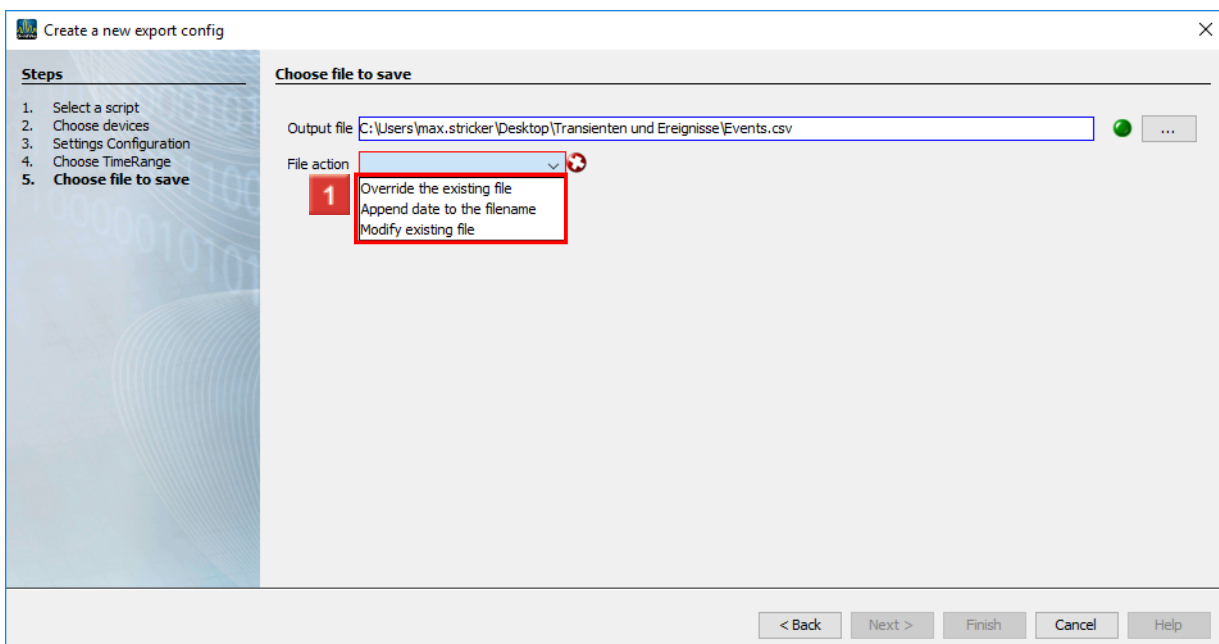 Create a new export config
Steps
1. Select a script
2. Choose devices
3. Settings Configuration
4. Choose TimeRange
5. Choose file to save
Choose file to save
Output file C:\Users\max.stricker\Desktop\Transienten und Ereignisse\Events.csv ...
File action
1
Override the existing file
Append date to the filename
Modify existing file
< Back Next > Finish Cancel Help